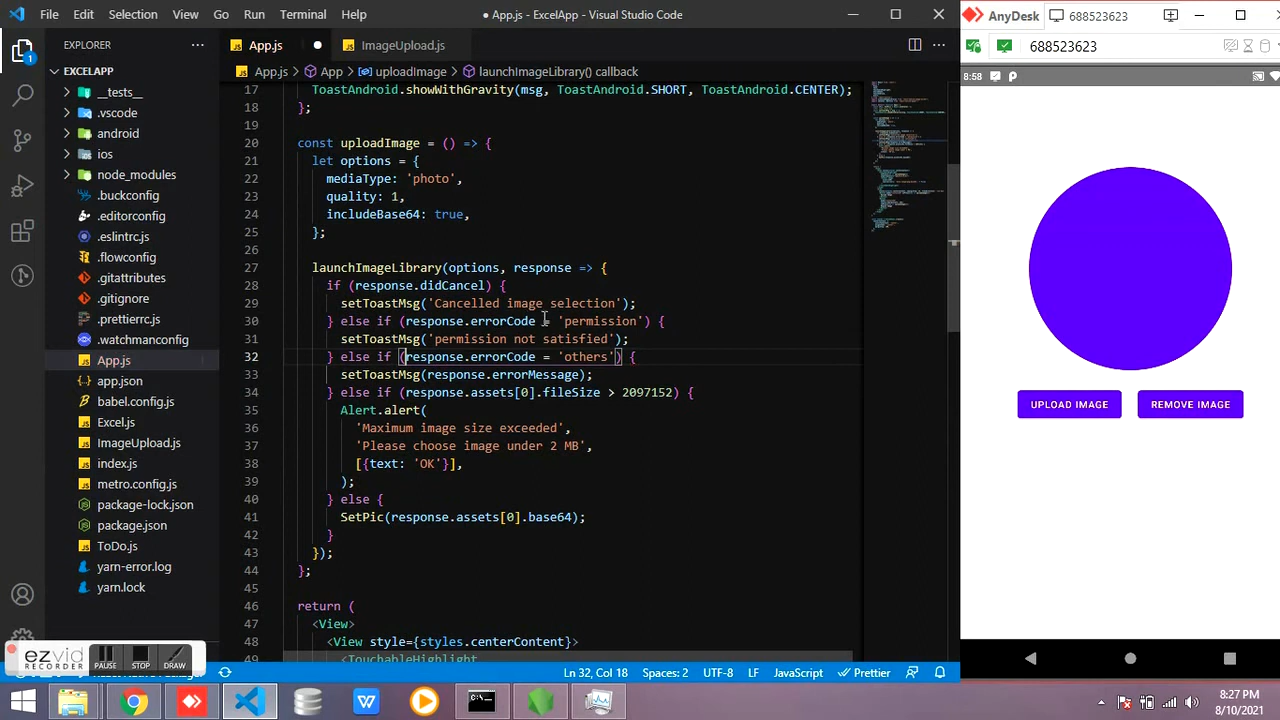 File Edit Selection View Go Run Terminal Help
● App.js - ExcelApp - Visual Studio Code
EXPLORER
EXCELAPP
__tests__
.vscode
android
ios
node_modules
.buckconfig
.editorconfig
.eslintrc.js
.flowconfig
.gitattributes
.gitignore
.prettierrc.js
.watchmanconfig
App.js
app.json
babel.config.js
Excel.js
ImageUpload.js
index.js
metro.config.js
package-lock.json
package.json
ToDo.js
yarn-error.log
yarn.lock
1
App.js ImageUpload.js
App.js App uploadImage launchImageLibrary() callback
17 ToastAndroid.showWithGravity(msg, ToastAndroid.SHORT, ToastAndroid.CENTER);
18 };
19
20 const uploadImage = () => {
21 let options = {
22 mediaType: 'photo',
23 quality: 1,
24 includeBase64: true,
25 };
26
27 launchImageLibrary(options, response => {
28 if (response.didCancel) {
29 setToastMsg('Cancelled image selection');
30 } else if (response.errorCode = 'permission') {
31 setToastMsg('permission not satisfied');
32 } else if (response.errorCode = 'others') {
33 setToastMsg(response.errorMessage);
34 } else if (response.assets[0].fileSize > 2097152) {
35 Alert.alert(
36 'Maximum image size exceeded',
37 'Please choose image under 2 MB',
38 [{text: 'OK'}],
39 );
40 } else {
41 SetPic(response.assets[0].base64);
42 }
43 });
44 };
45
46 return (
47 <View>
48 <View style={styles.centerContent}>
49 <TouchableHighlight
ezvid
RECORDER
PAUSE STOP DRAW
Ln 32, Col 18 Spaces: 2 UTF-8 LF JavaScript Prettier
AnyDesk 688523623
688523623
8:58
UPLOAD IMAGE REMOVE IMAGE
8:27 PM
8/10/2021